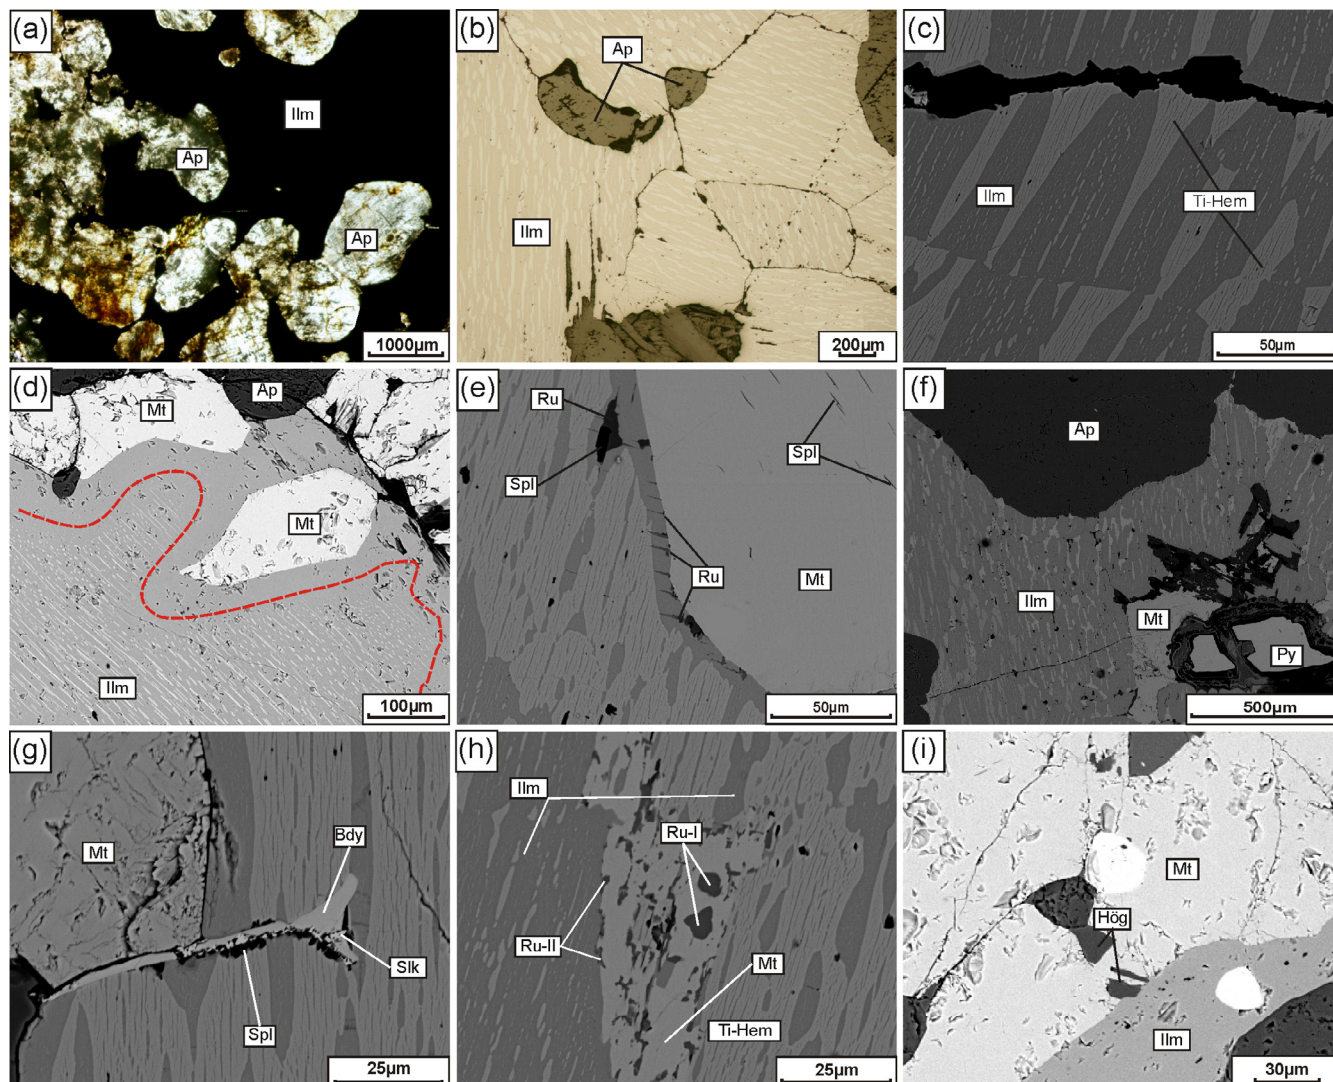 (a)
Ilm
Ap
Ap
1000µm
(b)
Ap
Ilm
200µm
(c)
Ilm
Ti-Hem
50µm
(d)
Ap
Mt
Mt
Ilm
100µm
(e)
Ru
Spl
Spl
Ru
Mt
50µm
(f)
Ap
Ilm
Mt
Py
500µm
(g)
Bdy
Mt
Slk
Spl
25µm
(h)
Ilm
Ru-I
Ru-II
Mt
Ti-Hem
25µm
(i)
Mt
Hög
Ilm
30µm